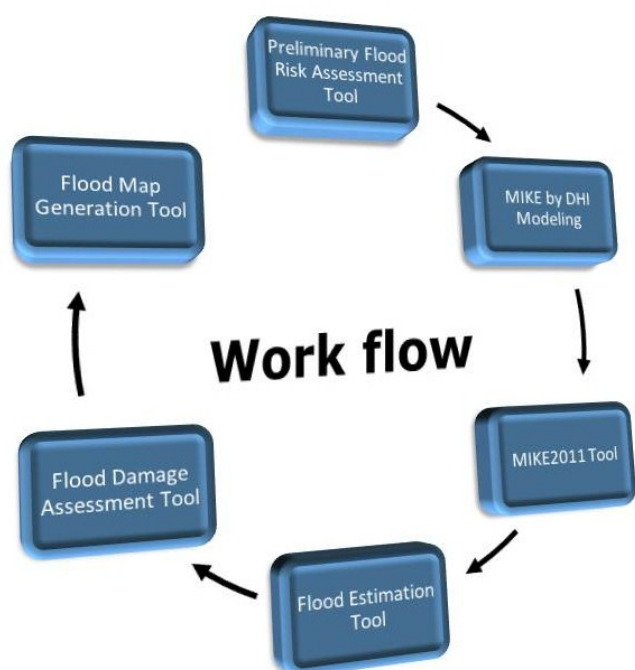 Preliminary Flood
Risk Assessment
Tool
MIKE by DHI
Modeling
MIKE2011 Tool
Flood Estimation
Tool
Flood Damage
Assessment Tool
Flood Map
Generation Tool
Work flow